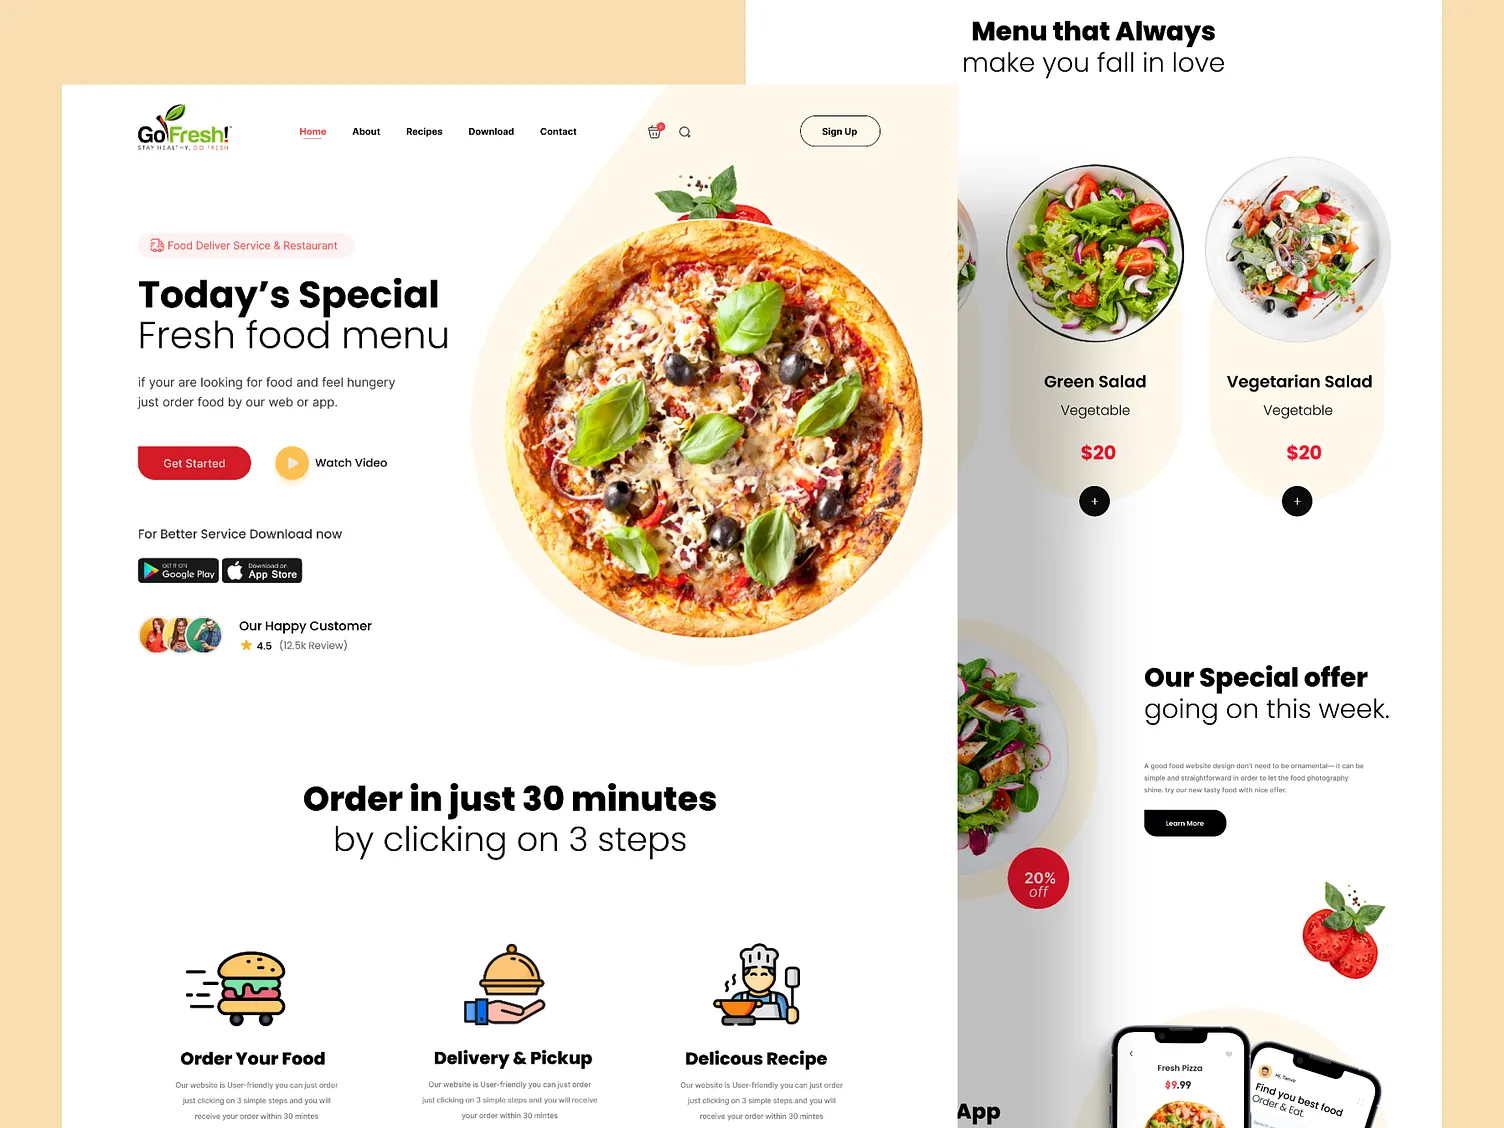 Go Fresh!
STAY HEALTHY, GO FRESH
Home
About
Recipes
Download
Contact
Sign Up
Food Deliver Service & Restaurant
Today's Special
Fresh food menu
if your are looking for food and feel hungery
just order food by our web or app.
Get Started
Watch Video
For Better Service Download now
GET IT ON
Google Play
Download on
App Store
Our Happy Customer
4.5 (12.5k Review)
Order in just 30 minutes
by clicking on 3 steps
Order Your Food
Our website is User-friendly you can just order
just clicking on 3 simple steps and you will
receive your order within 30 mintes
Delivery & Pickup
Our website is User-friendly you can just order
just clicking on 3 simple steps and you will receive
your order within 30 mintes
Delicous Recipe
Our website is User-friendly you can just order
just clicking on 3 simple steps and you will
receive your order within 30 mintes
Menu that Always
make you fall in love
Green Salad
Vegetable
$20
+
Vegetarian Salad
Vegetable
$20
+
Our Special offer
going on this week.
A good food website design don't need to be ornamental— it can be
simple and straightforward in order to let the food photography
shine. try our new tasty food with nice offer.
Learn More
20%
off
App
Fresh Pizza
$9.99
Hi, Tanvir
Find you best food
Order & Eat.